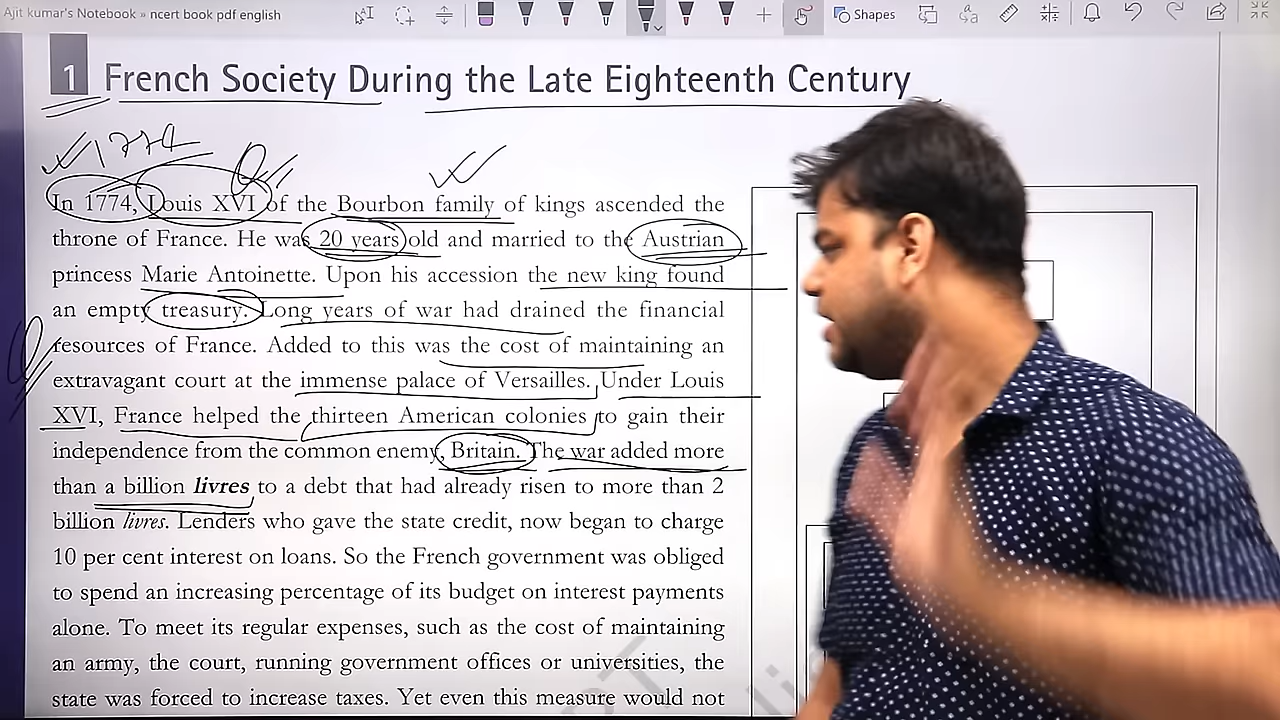 Ajit kumar's Notebook » ncert book pdf english
Shapes
1 French Society During the Late Eighteenth Century
1774
In 1774, Louis XVI of the Bourbon family of kings ascended the
throne of France. He was 20 years old and married to the Austrian
princess Marie Antoinette. Upon his accession the new king found
an empty treasury. Long years of war had drained the financial
resources of France. Added to this was the cost of maintaining an
extravagant court at the immense palace of Versailles. Under Louis
XVI, France helped the thirteen American colonies to gain their
independence from the common enemy, Britain. The war added more
than a billion livres to a debt that had already risen to more than 2
billion livres. Lenders who gave the state credit, now began to charge
10 per cent interest on loans. So the French government was obliged
to spend an increasing percentage of its budget on interest payments
alone. To meet its regular expenses, such as the cost of maintaining
an army, the court, running government offices or universities, the
state was forced to increase taxes. Yet even this measure would not